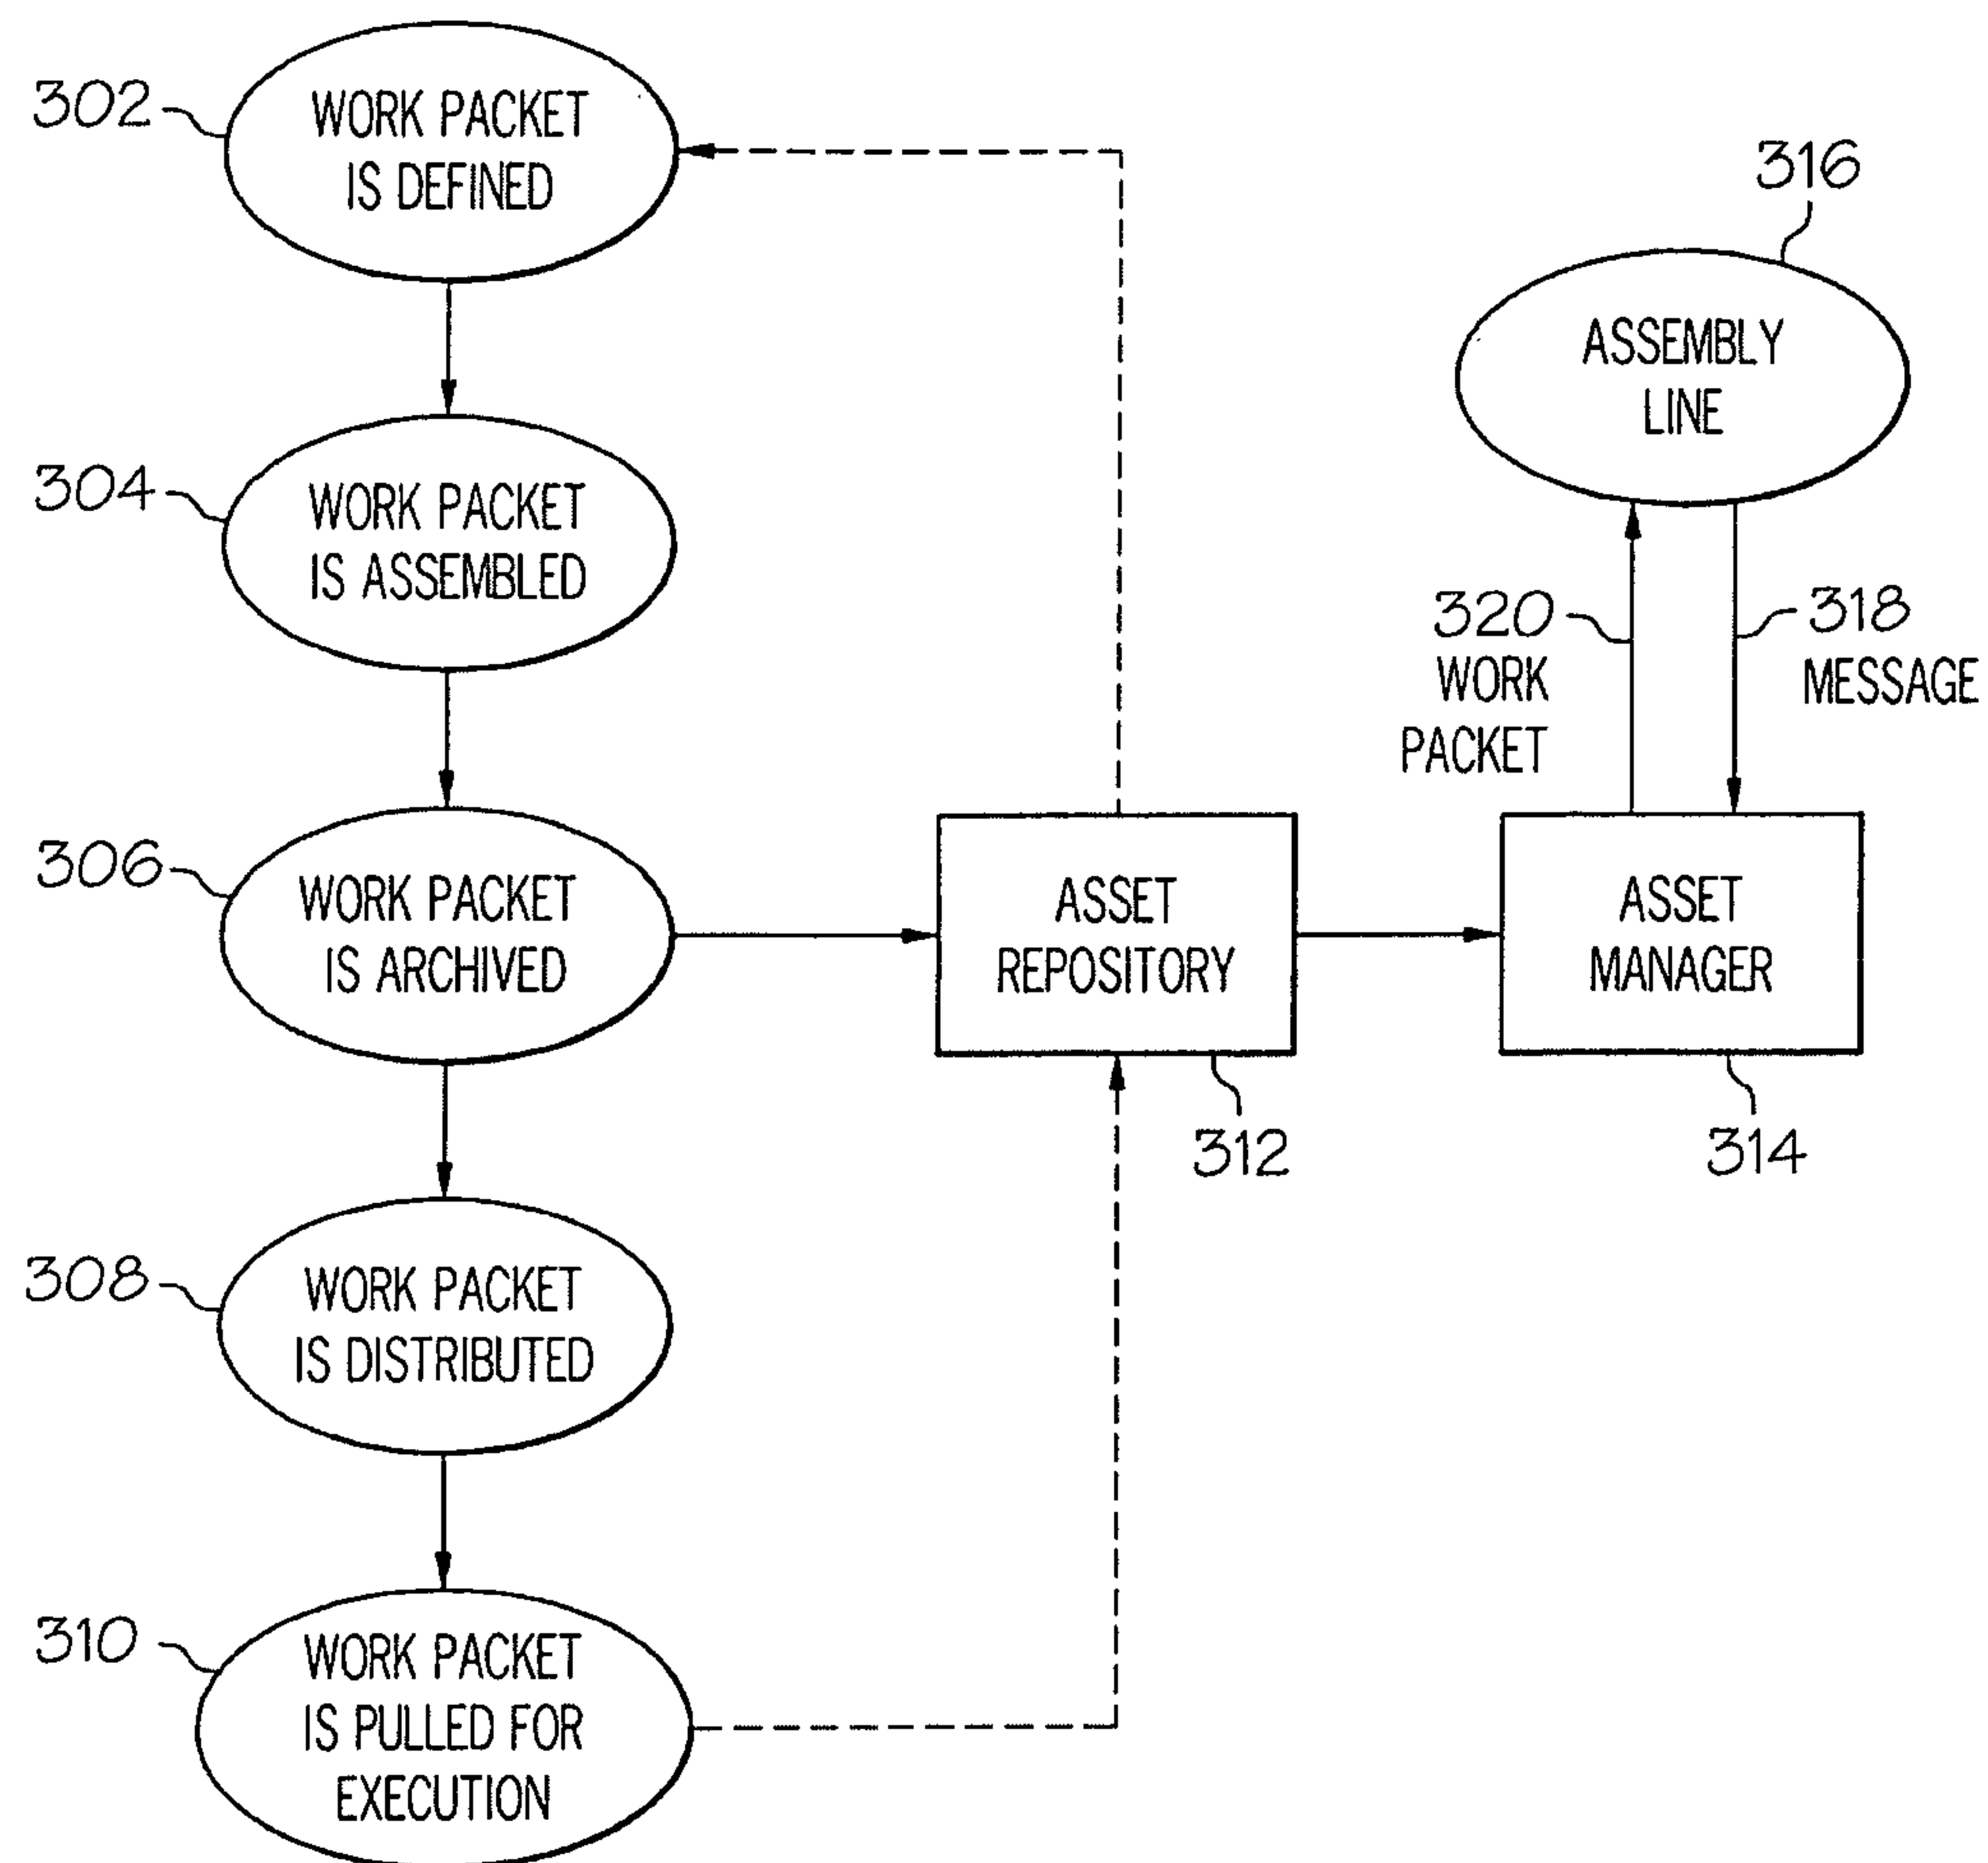 302
WORK PACKET
IS DEFINED
316
ASSEMBLY
LINE
304
WORK PACKET
IS ASSEMBLED
320
WORK
PACKET
318
MESSAGE
306
WORK PACKET
IS ARCHIVED
ASSET
REPOSITORY
312
ASSET
MANAGER
314
308
WORK PACKET
IS DISTRIBUTED
310
WORK PACKET
IS PULLED FOR
EXECUTION